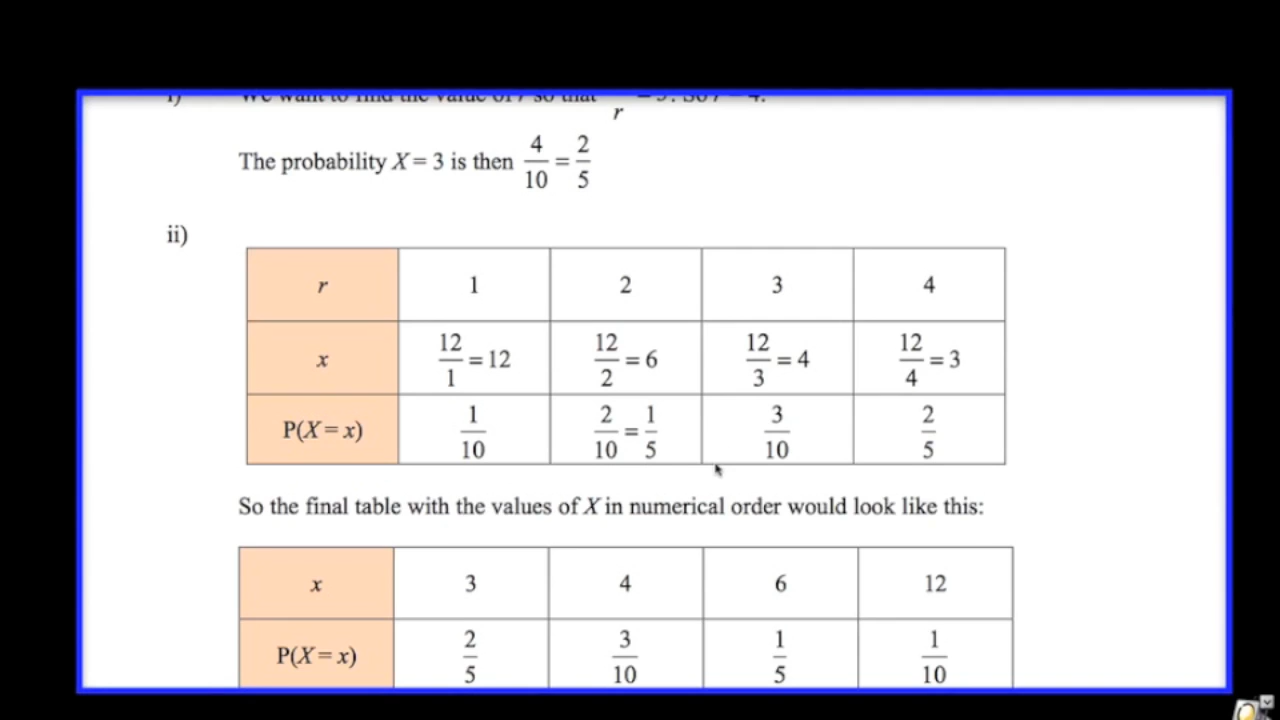 r
The probability X = 3 is then 4/10 = 2/5
ii)
r 1 2 3 4
x 12/1 = 12 12/2 = 6 12/3 = 4 12/4 = 3
P(X = x) 1/10 2/10 = 1/5 3/10 2/5
So the final table with the values of X in numerical order would look like this:
x 3 4 6 12
P(X = x) 2/5 3/10 1/5 1/10